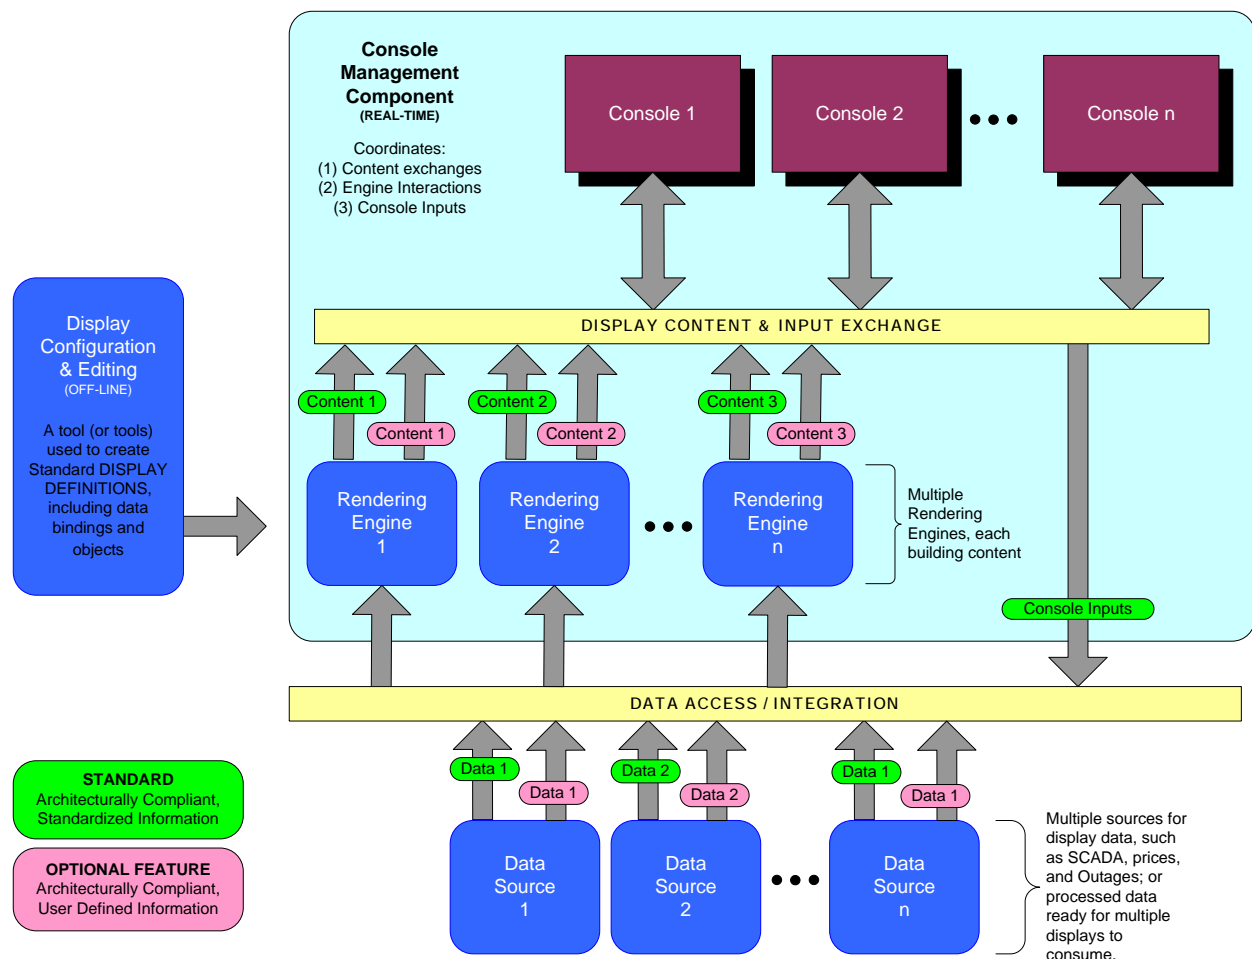 Console
Management
Component
(REAL-TIME)
Coordinates:
(1) Content exchanges
(2) Engine Interactions
(3) Console Inputs
Console 1
Console 2
Console n
DISPLAY CONTENT & INPUT EXCHANGE
Display
Configuration
& Editing
(OFF-LINE)
A tool (or tools)
used to create
Standard DISPLAY
DEFINITIONS,
including data
bindings and
objects
Content 1
Content 1
Content 2
Content 2
Content 3
Content 3
Rendering
Engine
1
Rendering
Engine
2
Rendering
Engine
n
Multiple
Rendering
Engines, each
building content
Console Inputs
DATA ACCESS / INTEGRATION
Data 1
Data 1
Data 2
Data 2
Data 1
Data 1
STANDARD
Architecturally Compliant,
Standardized Information
OPTIONAL FEATURE
Architecturally Compliant,
User Defined Information
Data
Source
1
Data
Source
2
Data
Source
n
Multiple sources for
display data, such
as SCADA, prices,
and Outages; or
processed data
ready for multiple
displays to
consume.